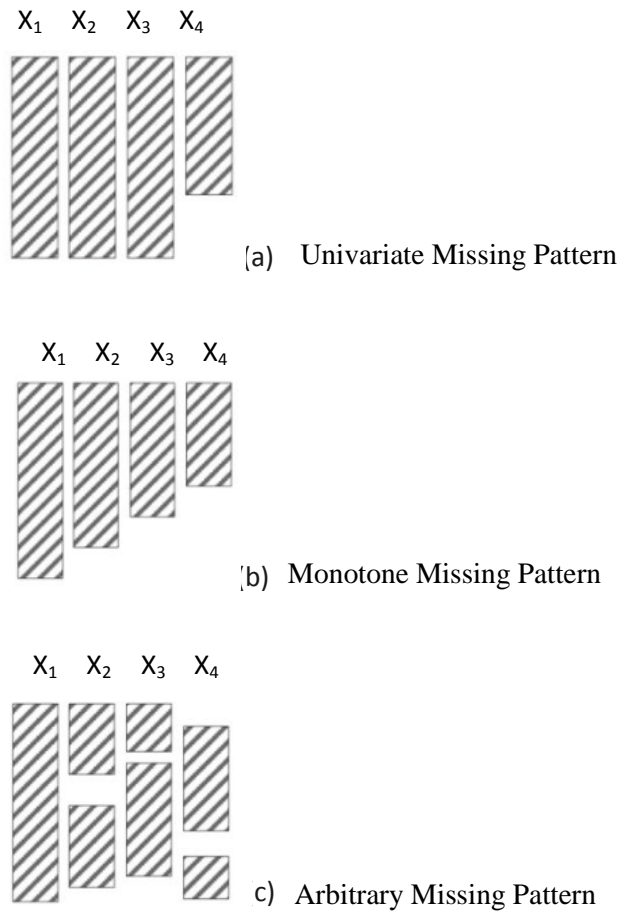 X₁ X₂ X₃ X₄
(a) Univariate Missing Pattern
X₁ X₂ X₃ X₄
(b) Monotone Missing Pattern
X₁ X₂ X₃ X₄
c) Arbitrary Missing Pattern